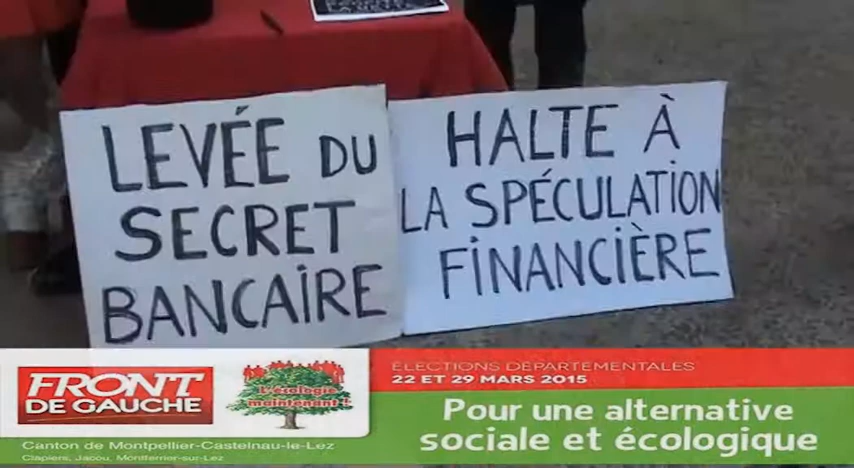 LEVÉE DU
SECRET
BANCAIRE
HALTE À
LA SPÉCULATION
FINANCIÈRE
FRONT
DE GAUCHE
L'écologie
maintenant!
Canton de Montpellier-Castelnau-le-Lez
Clapiers, Jacou, Montferrier-sur-Lez
ÉLECTIONS DÉPARTEMENTALES
22 ET 29 MARS 2015
Pour une alternative
sociale et écologique